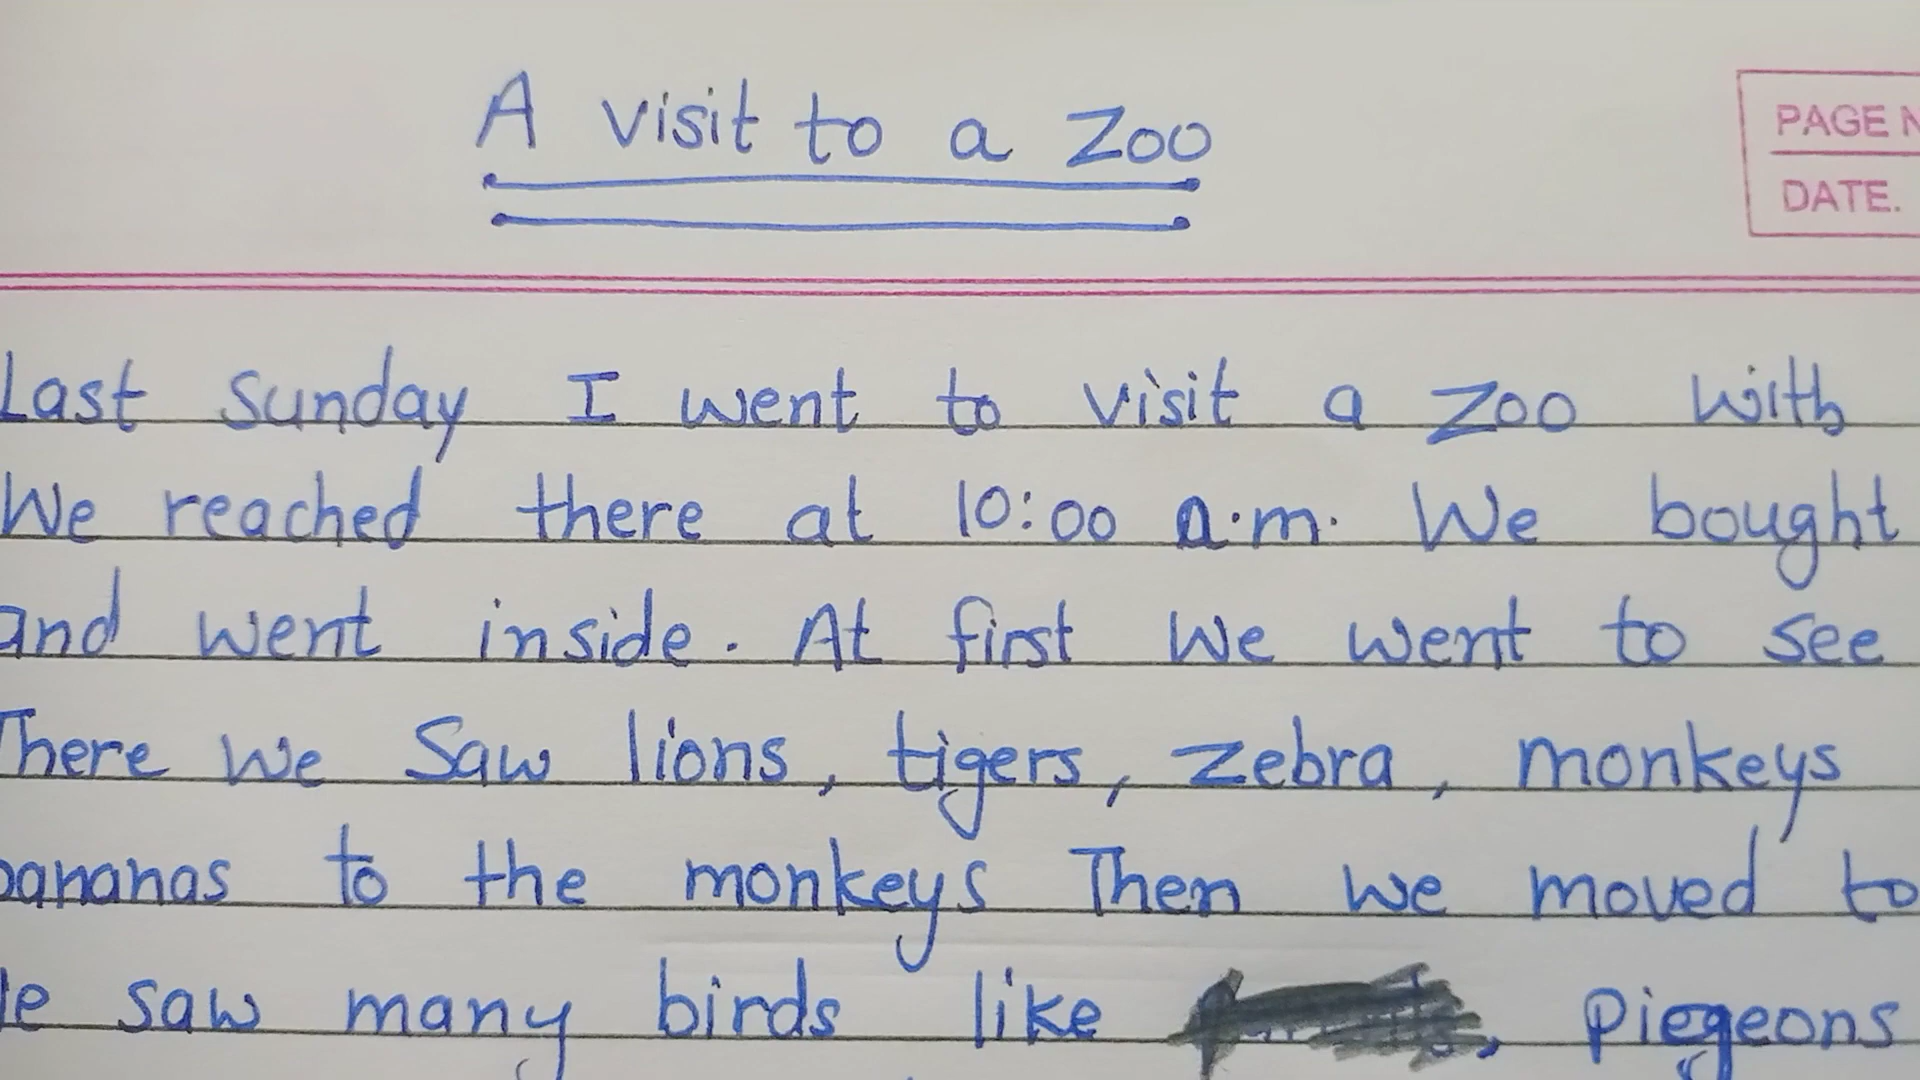 A visit to a Zoo
PAGE N
DATE.
Last Sunday I went to visit a Zoo with
We reached there at 10:00 a.m. We bought
and went inside. At first We went to see
There we Saw lions, tigers, zebra, monkeys
bananas to the monkeys Then we moved to
le saw many birds like , piegeons